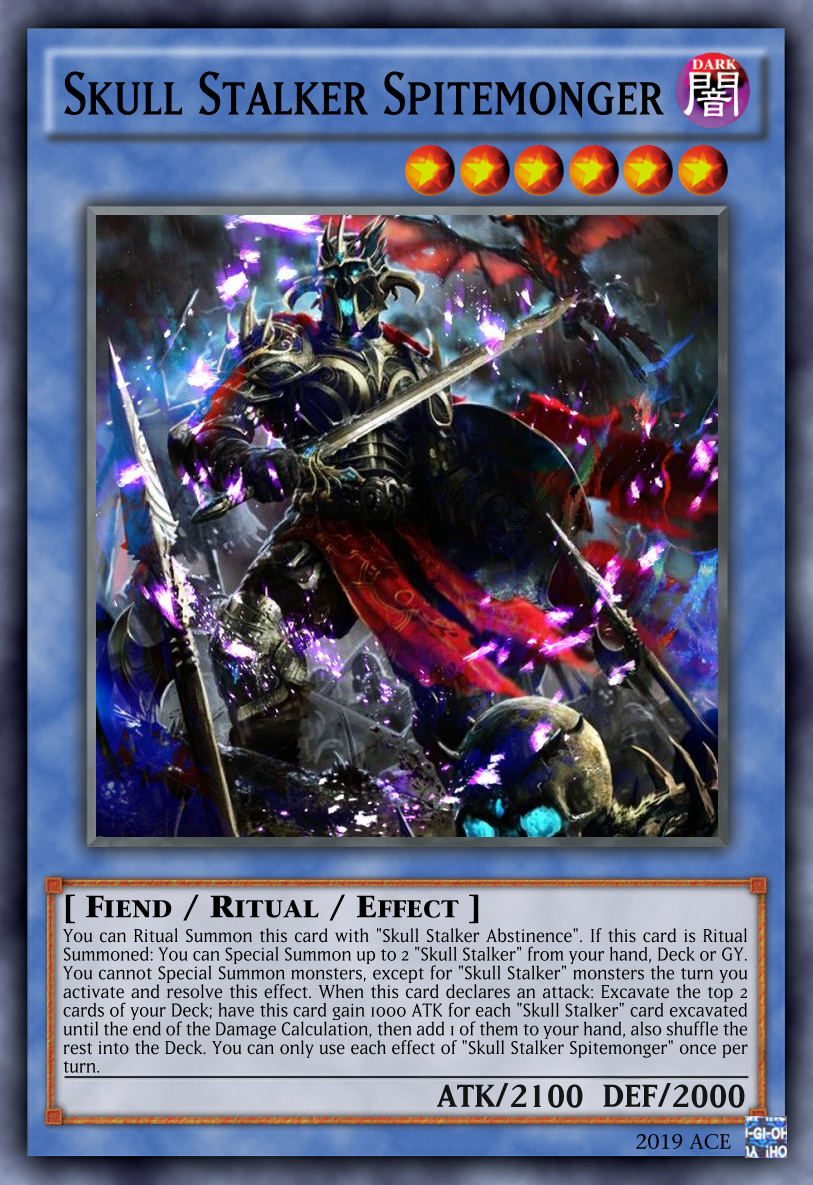 Skull Stalker Spitemonger
DARK
闇
[ Fiend / Ritual / Effect ]
You can Ritual Summon this card with "Skull Stalker Abstinence". If this card is Ritual
Summoned: You can Special Summon up to 2 "Skull Stalker" from your hand, Deck or GY.
You cannot Special Summon monsters, except for "Skull Stalker" monsters the turn you
activate and resolve this effect. When this card declares an attack: Excavate the top 2
cards of your Deck; have this card gain 1000 ATK for each "Skull Stalker" card excavated
until the end of the Damage Calculation, then add 1 of them to your hand, also shuffle the
rest into the Deck. You can only use each effect of "Skull Stalker Spitemonger" once per
turn.
ATK/2100 DEF/2000
2019 ACE
I-GI-OH